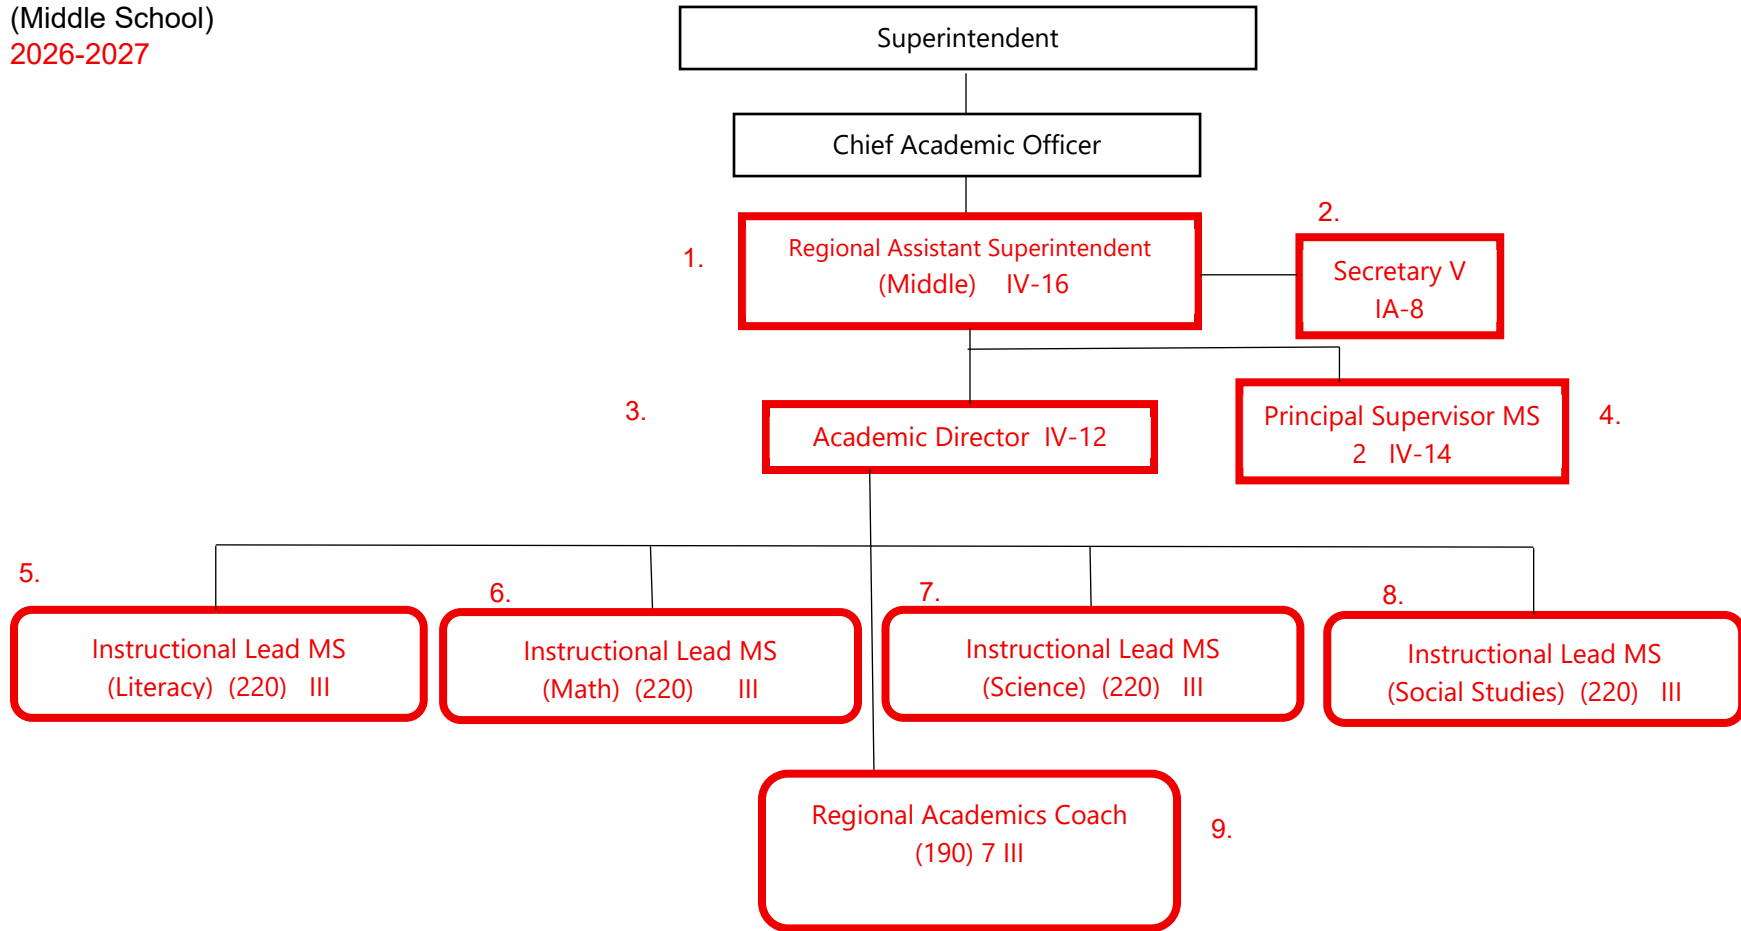 (Middle School)
2026-2027
Superintendent
Chief Academic Officer
1.
Regional Assistant Superintendent
(Middle) IV-16
2.
Secretary V
IA-8
3.
Academic Director IV-12
Principal Supervisor MS
2 IV-14
4.
5.
Instructional Lead MS
(Literacy) (220) III
6.
Instructional Lead MS
(Math) (220) III
7.
Instructional Lead MS
(Science) (220) III
8.
Instructional Lead MS
(Social Studies) (220) III
Regional Academics Coach
(190) 7 III
9.